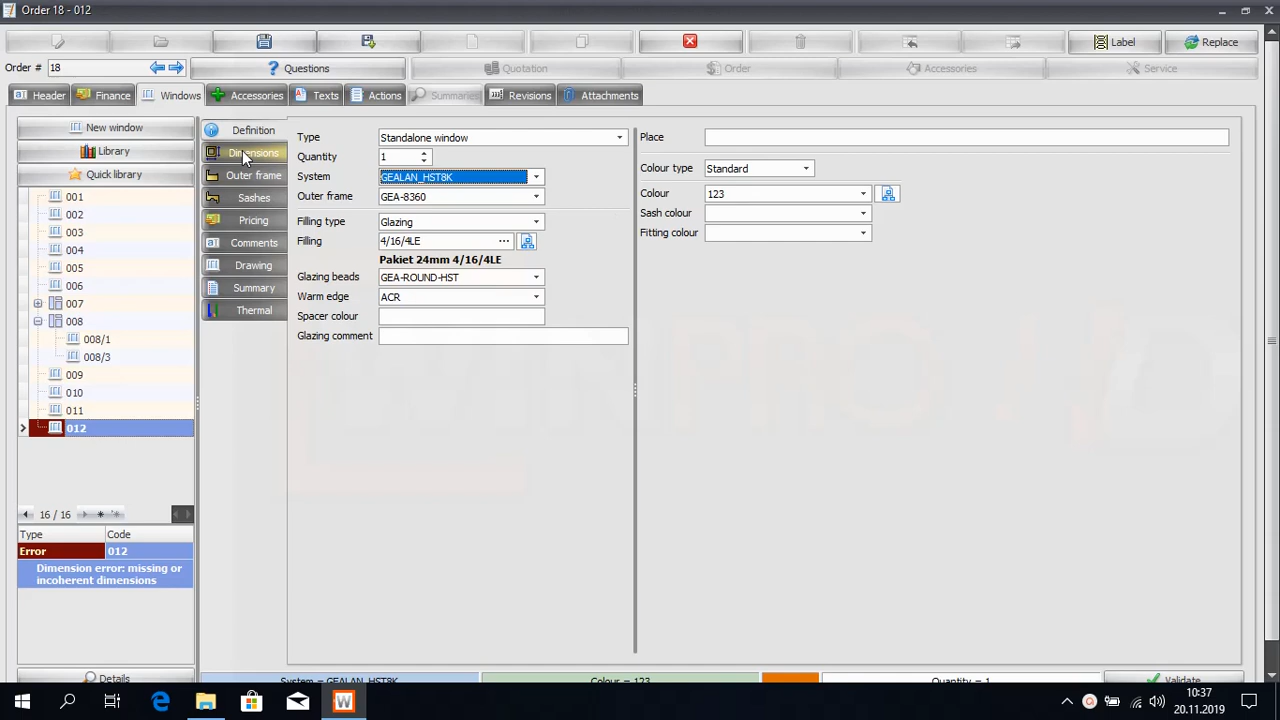 Order 18 - 012
Label
Replace
Order #
18
Questions
Quotation
Order
Accessories
Service
Header
Finance
Windows
Accessories
Texts
Actions
Summaries
Revisions
Attachments
New window
Library
Quick library
001
002
003
004
005
006
007
008
008/1
008/3
009
010
011
012
16 / 16
Type
Code
Error
012
Dimension error: missing or
incoherent dimensions
Details
Definition
Dimensions
Outer frame
Sashes
Pricing
Comments
Drawing
Summary
Thermal
Type
Standalone window
Quantity
1
System
GEALAN_HST8K
Outer frame
GEA-8360
Filling type
Glazing
Filling
4/16/4LE
...
Pakiet 24mm 4/16/4LE
Glazing beads
GEA-ROUND-HST
Warm edge
ACR
Spacer colour
Glazing comment
Place
Colour type
Standard
Colour
123
Sash colour
Fitting colour
System = GEALAN_HST8K
Colour = 123
Quantity = 1
Validate
10:37
20.11.2019